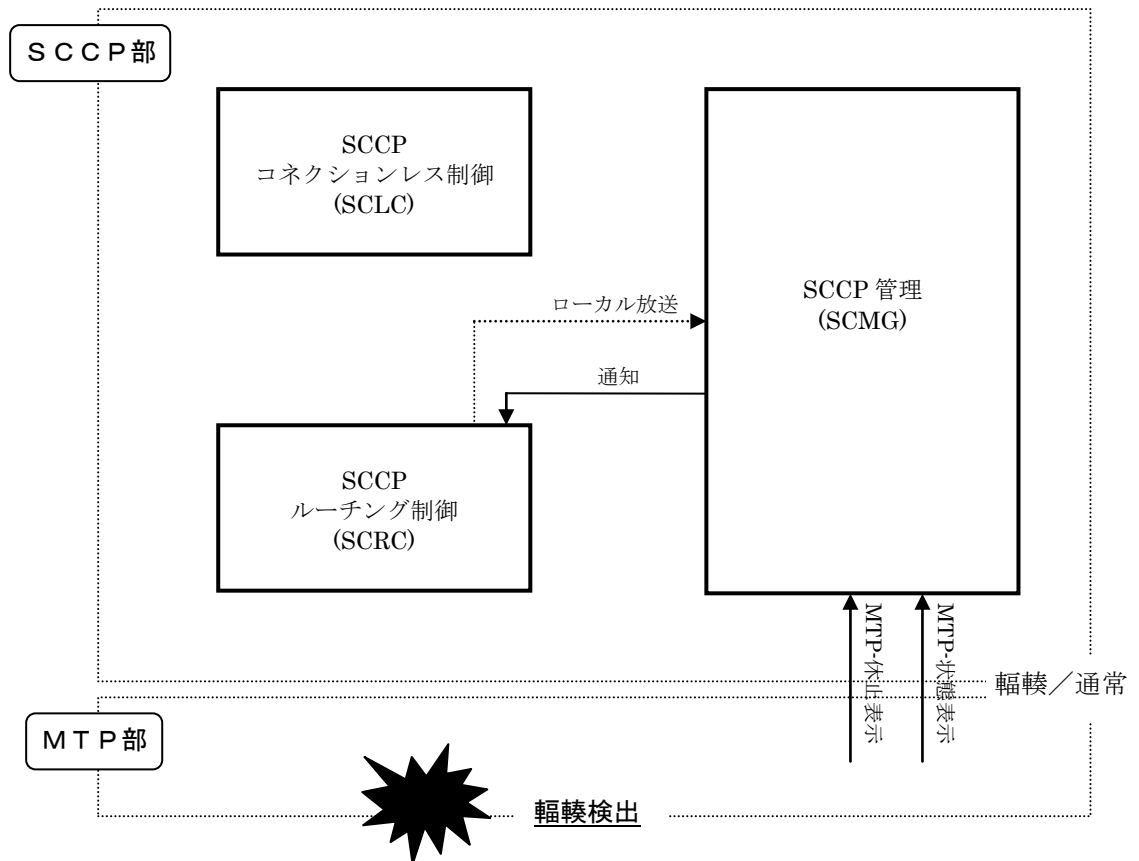 ＳＣＣＰ部
SCCP
コネクションレス制御
(SCLC)
SCCP 管理
(SCMG)
ローカル放送
通知
SCCP
ルーチング制御
(SCRC)
MTP-休止表示
MTP-状態表示
輻輳／通常
ＭＴＰ部
輻輳検出